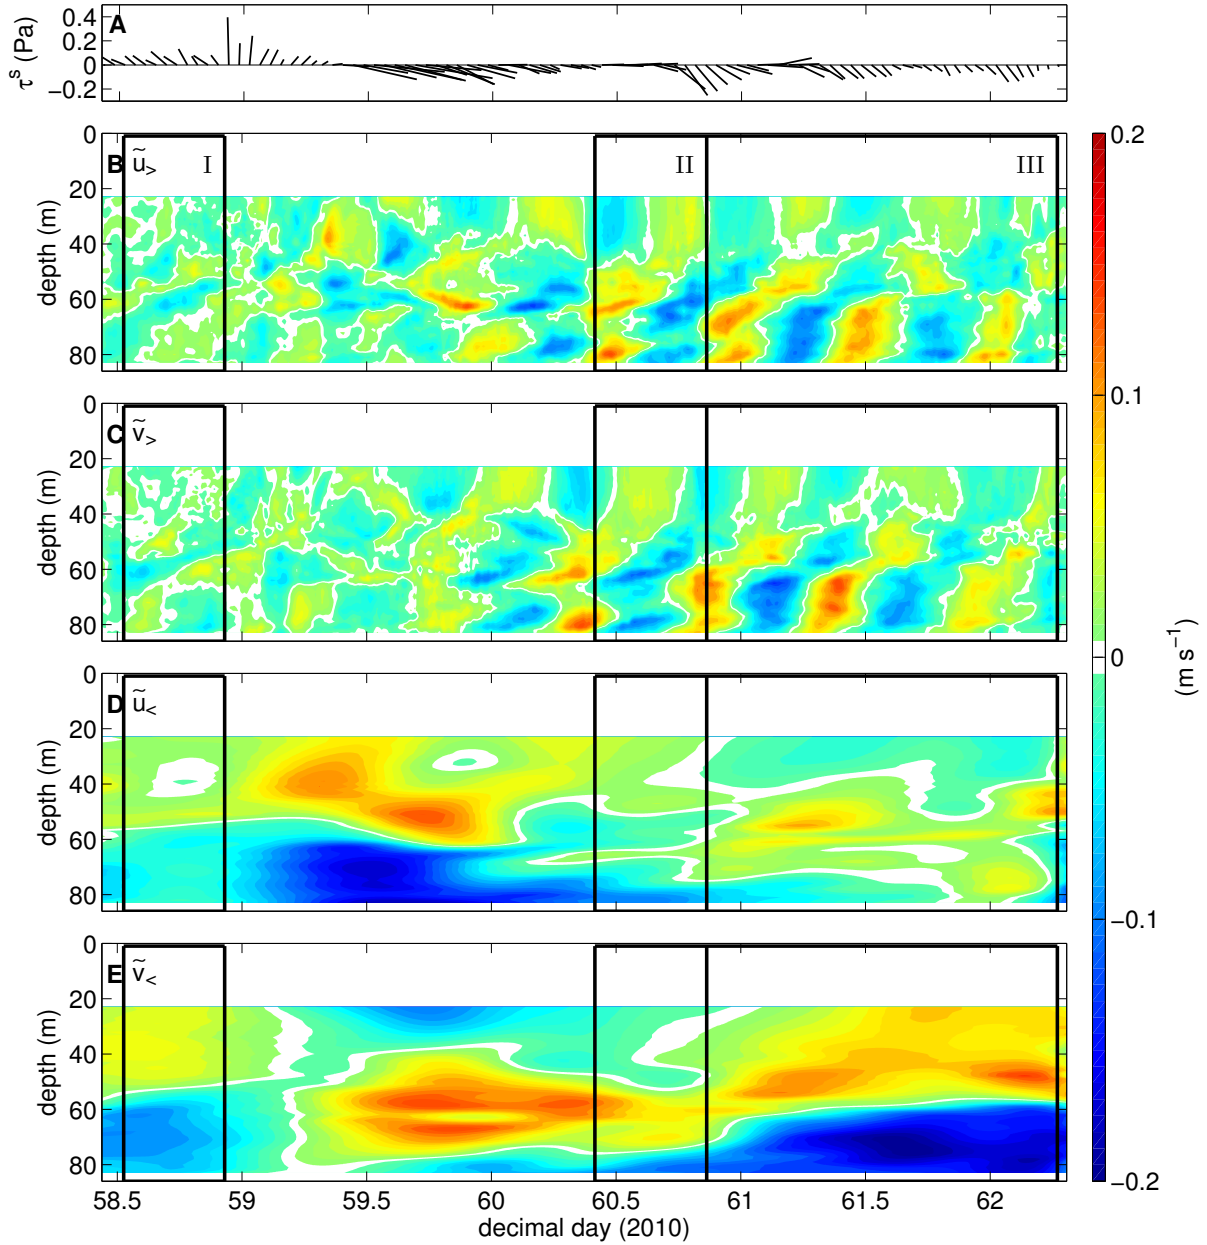 A
τˢ (Pa)
0.4
0.2
0
−0.2
B
ũ>
I
II
III
depth (m)
0
20
40
60
80
C
ṽ>
depth (m)
0
20
40
60
80
D
ũ<
depth (m)
0
20
40
60
80
E
ṽ<
depth (m)
0
20
40
60
80
58.5 59 59.5 60 60.5 61 61.5 62
decimal day (2010)
0.2
0.1
0
−0.1
−0.2
(m s⁻¹)